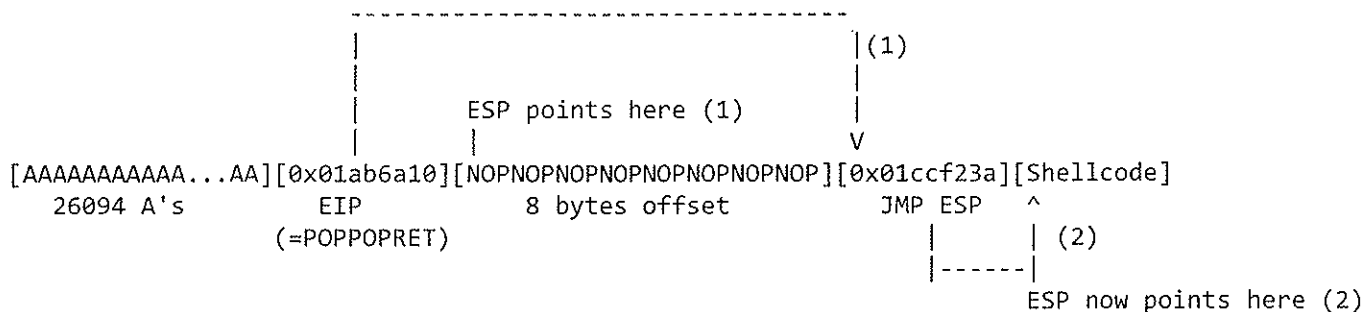 (1)
ESP points here (1)
[AAAAAAAAAAA...AA][0x01ab6a10][NOPNOPNOPNOPNOPNOPNOPNOP][0x01ccf23a][Shellcode]
26094 A's EIP 8 bytes offset JMP ESP
(=POPPOPRET) (2)
ESP now points here (2)